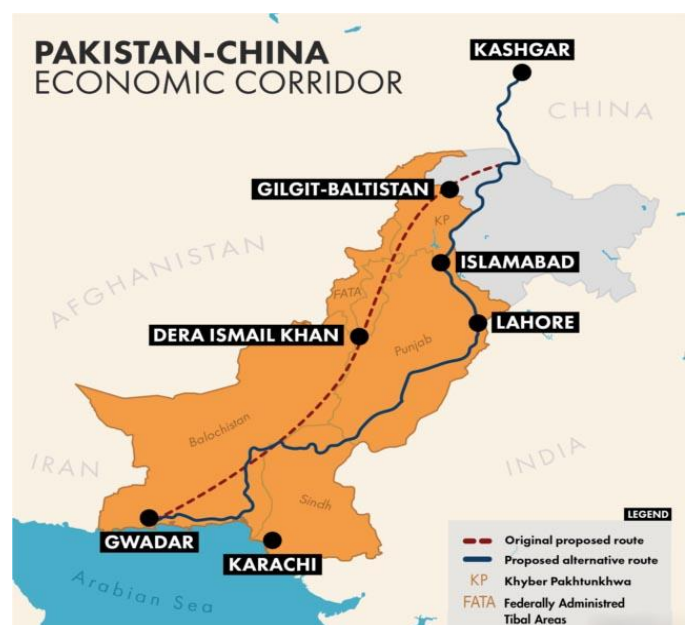 PAKISTAN-CHINA
ECONOMIC CORRIDOR
KASHGAR
CHINA
GILGIT-BALTISTAN
KP
ISLAMABAD
AFGHANISTAN
FATA
LAHORE
DERA ISMAIL KHAN
Punjab
Balochistan
IRAN
INDIA
Sindh
GWADAR
KARACHI
Arabian Sea
LEGEND
Original proposed route
Proposed alternative route
KP Khyber Pakhtunkhwa
FATA Federally Administred
Tibal Areas